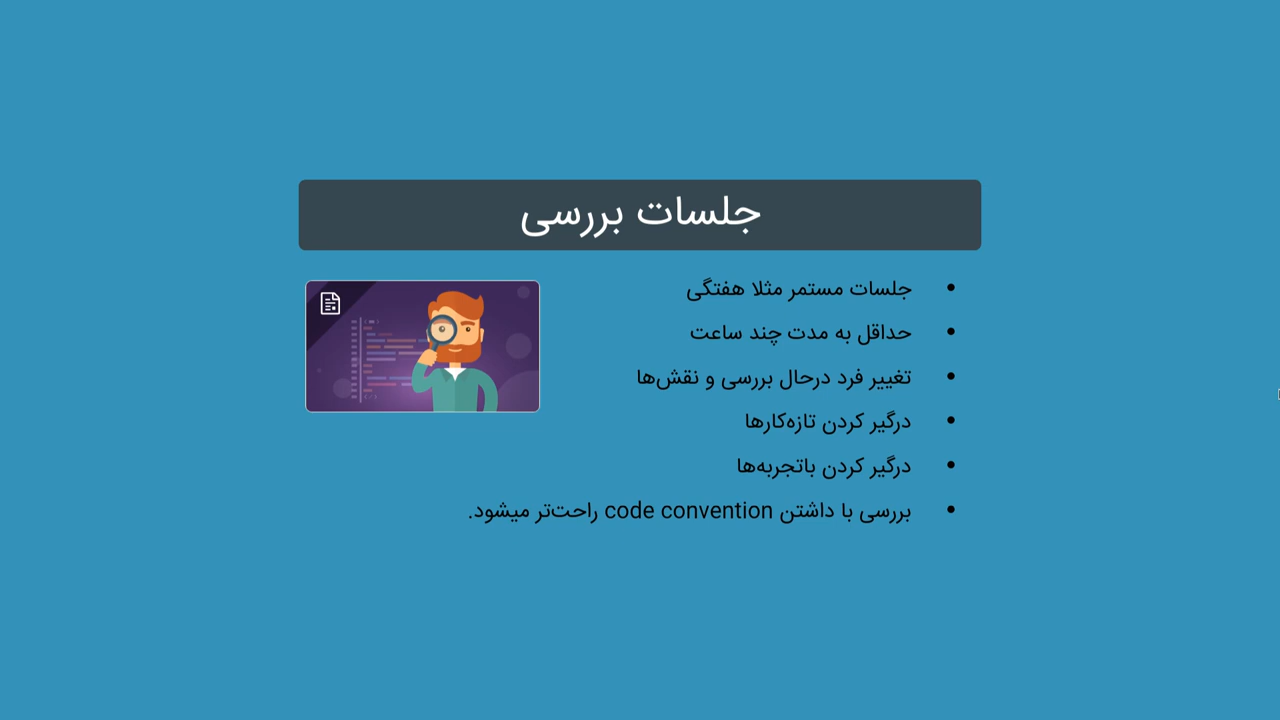 جلسات بررسی
• جلسات مستمر مثلا هفتگی
• حداقل به مدت چند ساعت
• تغییر فرد درحال بررسی و نقش‌ها
• درگیر کردن تازه‌کارها
• درگیر کردن باتجربه‌ها
• بررسی با داشتن code convention راحت‌تر میشود.